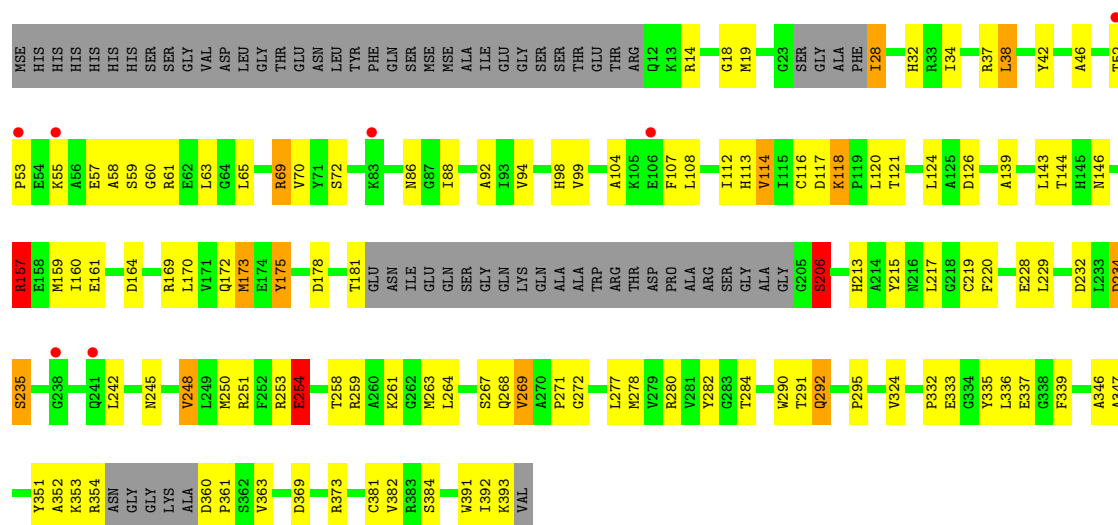 MSE HIS HIS HIS HIS HIS HIS SER SER GLY VAL ASP LEU GLY THR GLU ASN LEU TYR PHE GLN SER MSE MSE ALA ILE GLU GLY SER SER THR GLU THR ARG Q12 K13 R14 G18 M19 G23 SER GLY ALA PHE I28 H32 R33 I34 R37 L38 Y42 A46 T52
P53 E54 K55 A56 E57 A58 S59 G60 R61 E62 L63 G64 L65 R69 V70 Y71 S72 K83 N86 G87 I88 A92 I93 V94 H98 V99 A104 K105 E106 F107 L108 I112 H113 V114 I115 C116 D117 K118 P119 L120 T121 L124 A125 D126 A139 L143 T144 H145 N146
R157 E158 M159 I160 E161 D164 R169 L170 V171 Q172 M173 E174 Y175 D178 T181 GLU ASN ILE GLU GLN SER GLY GLN LYS GLN ALA ALA TRP ARG THR ASP PRO ALA ARG SER GLY ALA GLY G205 S206 H213 A214 Y215 N216 L217 G218 C219 F220 E228 L229 D232 L233
S235 G238 Q241 L242 N245 V248 L249 M250 R251 F252 R253 E254 T258 R259 A260 K261 G262 M263 L264 S267 Q268 V269 A270 P271 G272 L277 M278 V279 R280 V281 Y282 G283 T284 W290 T291 Q292 P295 V324 P332 E333 G334 Y335 L336 E337 G338 F339 A346 A347
Y351 A352 K353 R354 ASN GLY GLY LYS ALA D360 P361 S362 V363 D369 R373 C381 V382 R383 S384 W391 I392 K393 VAL